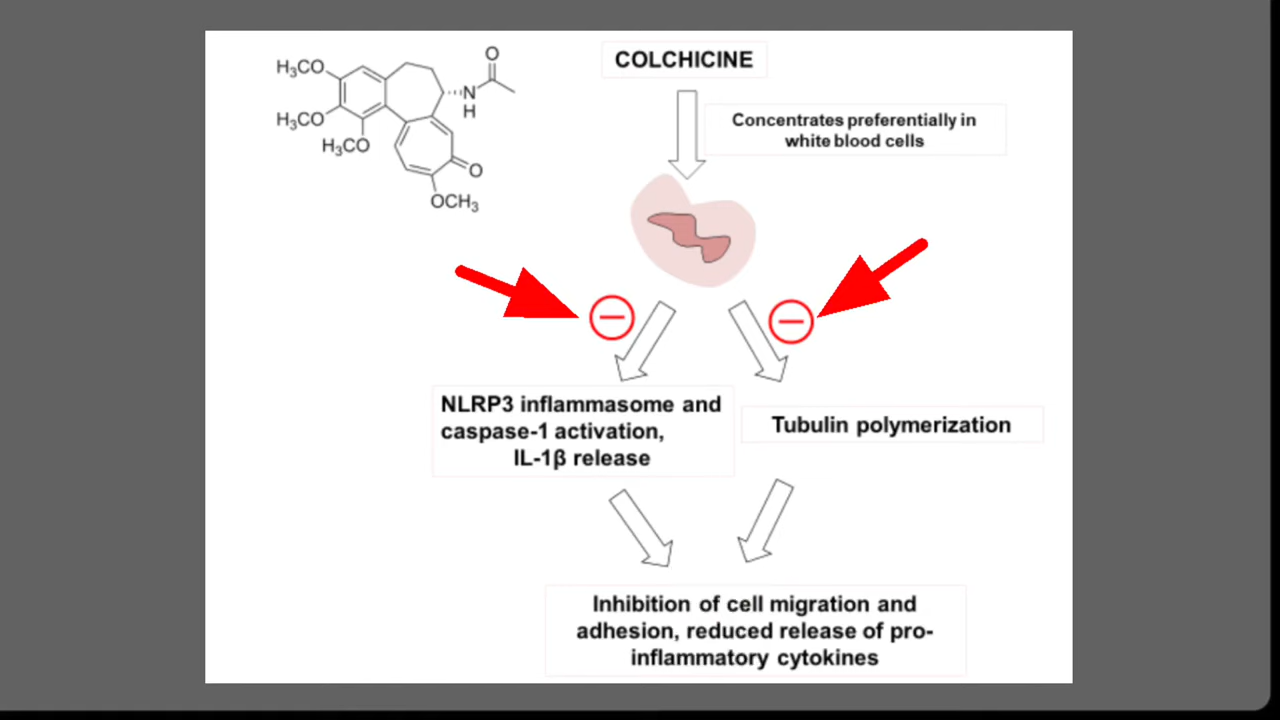 COLCHICINE
Concentrates preferentially in
white blood cells
H₃CO
H₃CO
H₃CO
O
N
H
O
OCH₃
NLRP3 inflammasome and
caspase-1 activation,
IL-1β release
Tubulin polymerization
Inhibition of cell migration and
adhesion, reduced release of pro-
inflammatory cytokines